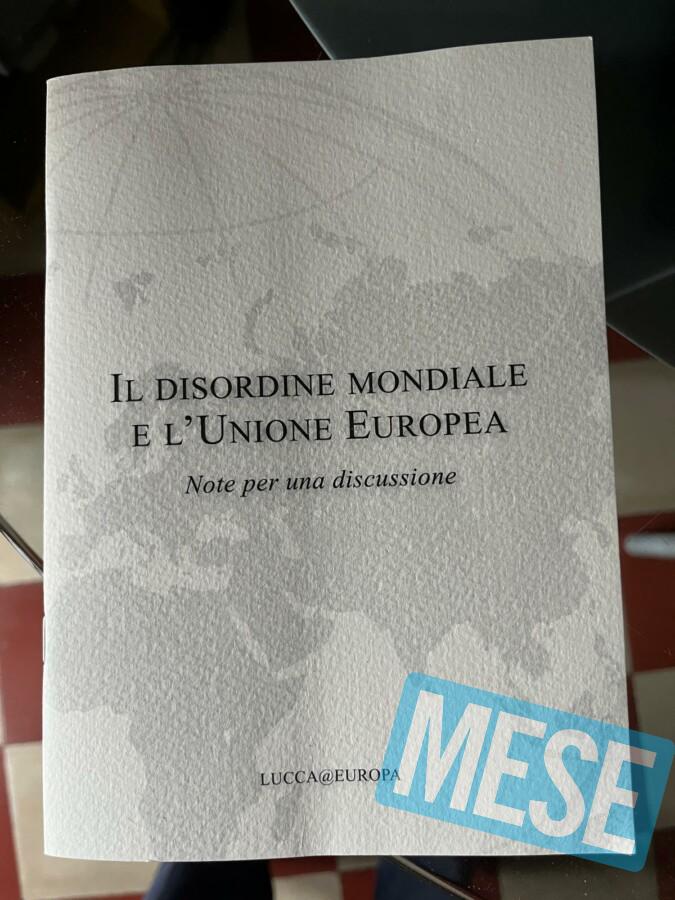 IL DISORDINE MONDIALE
E L'UNIONE EUROPEA
Note per una discussione
LUCCA@EUROPA
MESE